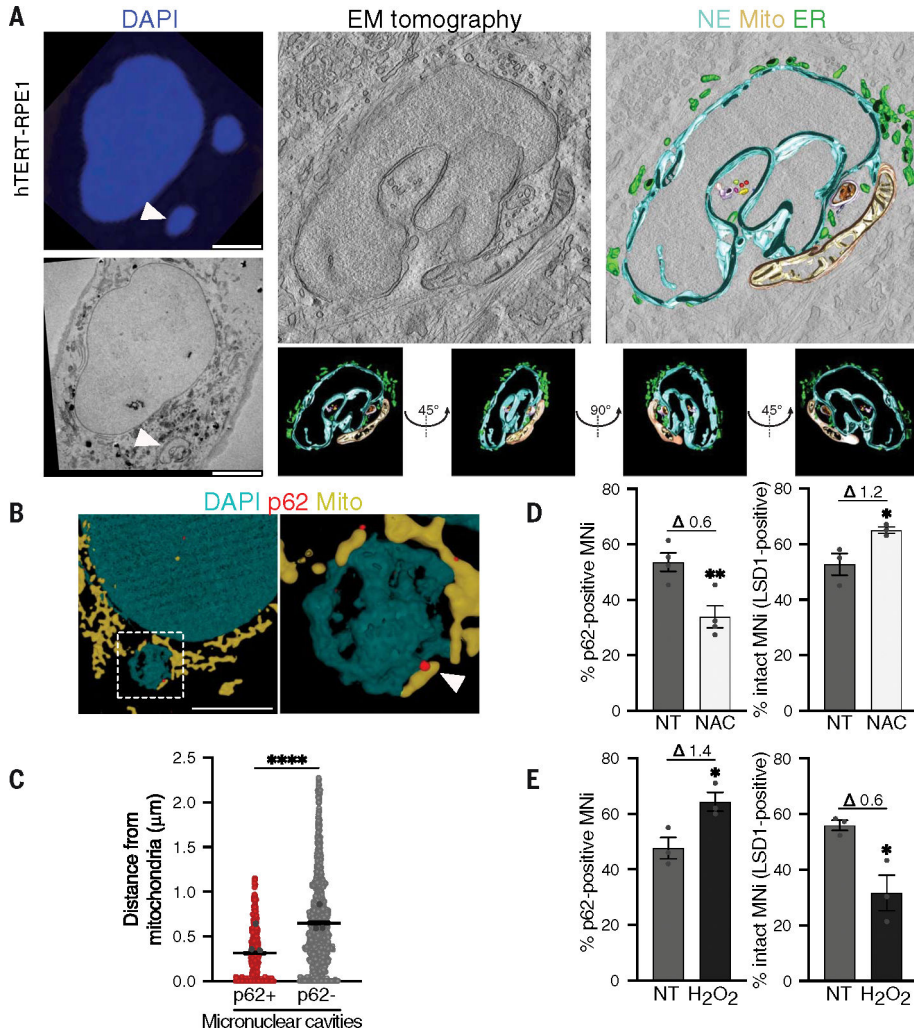 A
DAPI
EM tomography
NE Mito ER
hTERT-RPE1
45°
90°
45°
B
DAPI p62 Mito
C
Distance from
mitochondria (μm)
2.5
2.0
1.5
1.0
0.5
0.0
****
p62+
p62-
Micronuclear cavities
D
% p62-positive MNi
80
60
40
20
0
Δ 0.6
**
NT
NAC
% intact MNi (LSD1-positive)
80
60
40
20
0
Δ 1.2
*
NT
NAC
E
% p62-positive MNi
80
60
40
20
0
Δ 1.4
*
NT
H₂O₂
% intact MNi (LSD1-positive)
80
60
40
20
0
Δ 0.6
*
NT
H₂O₂